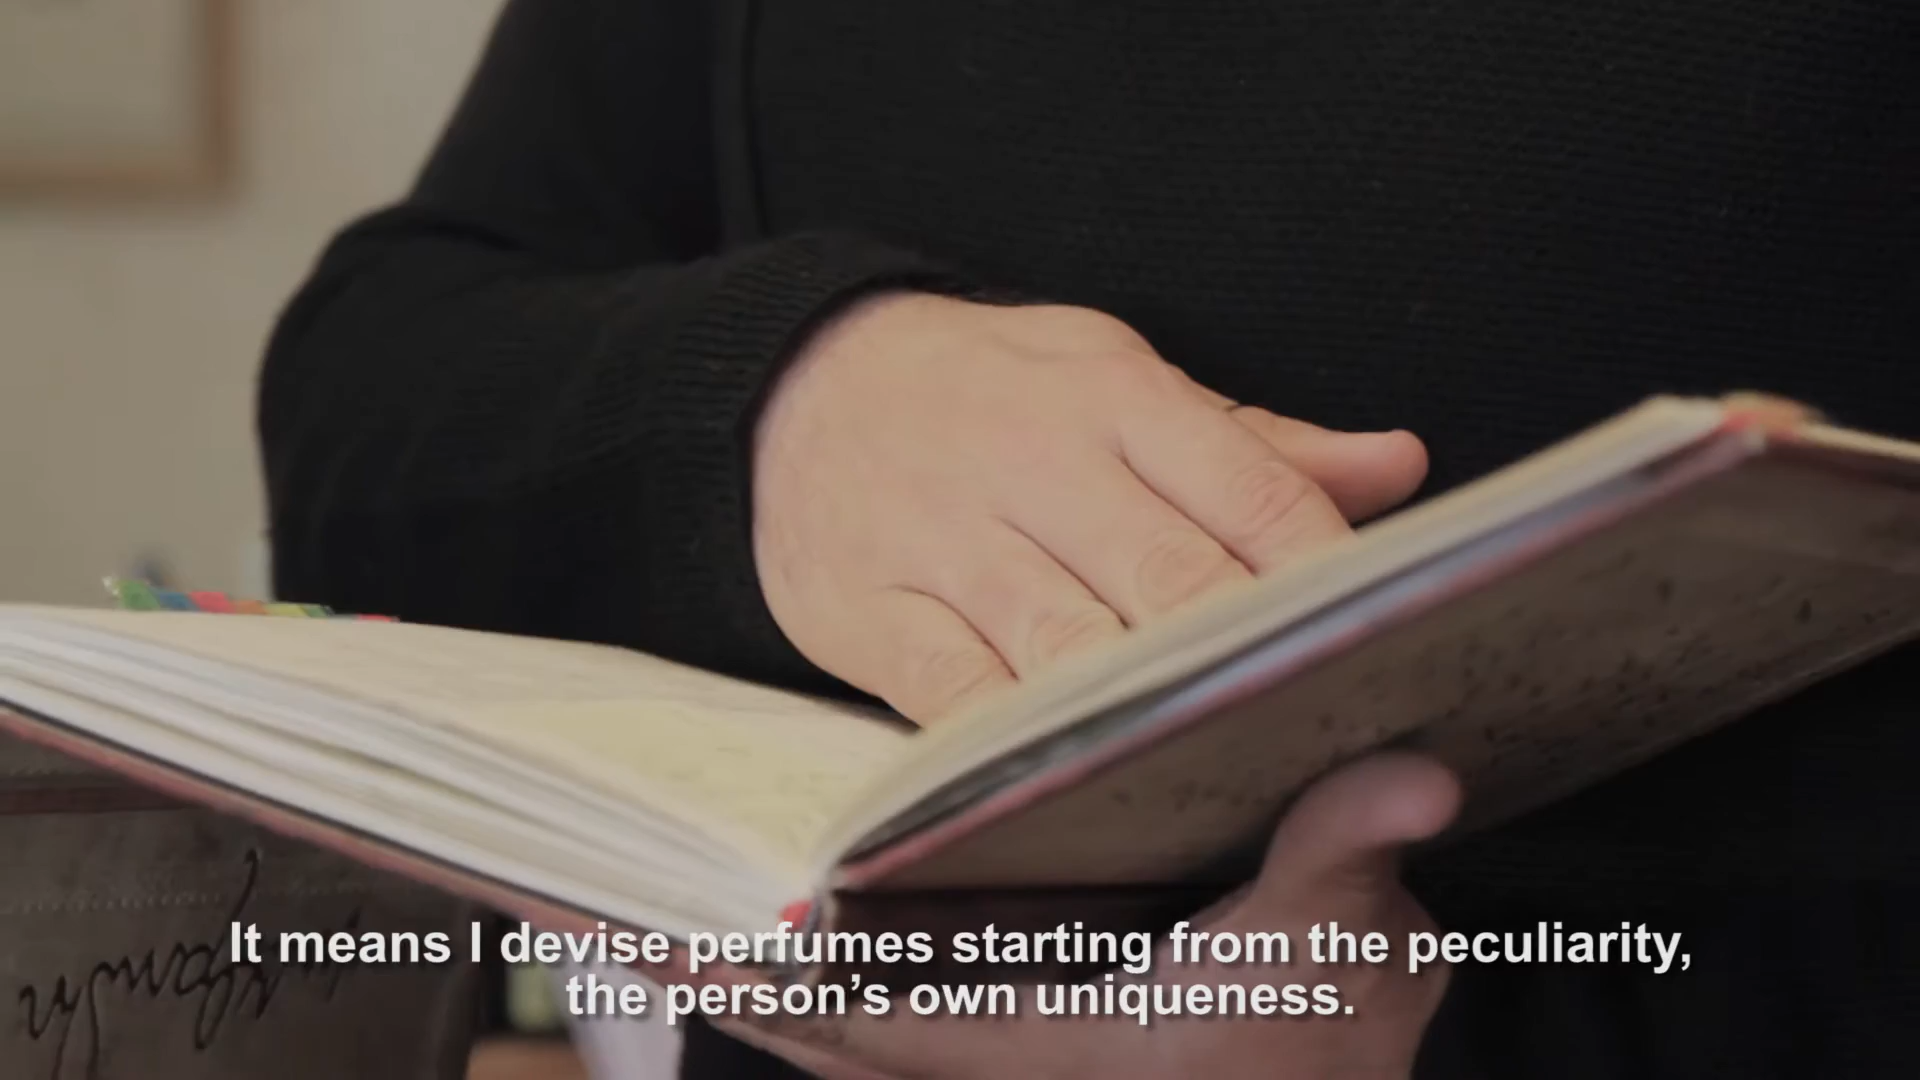 It means I devise perfumes starting from the peculiarity,
the person’s own uniqueness.